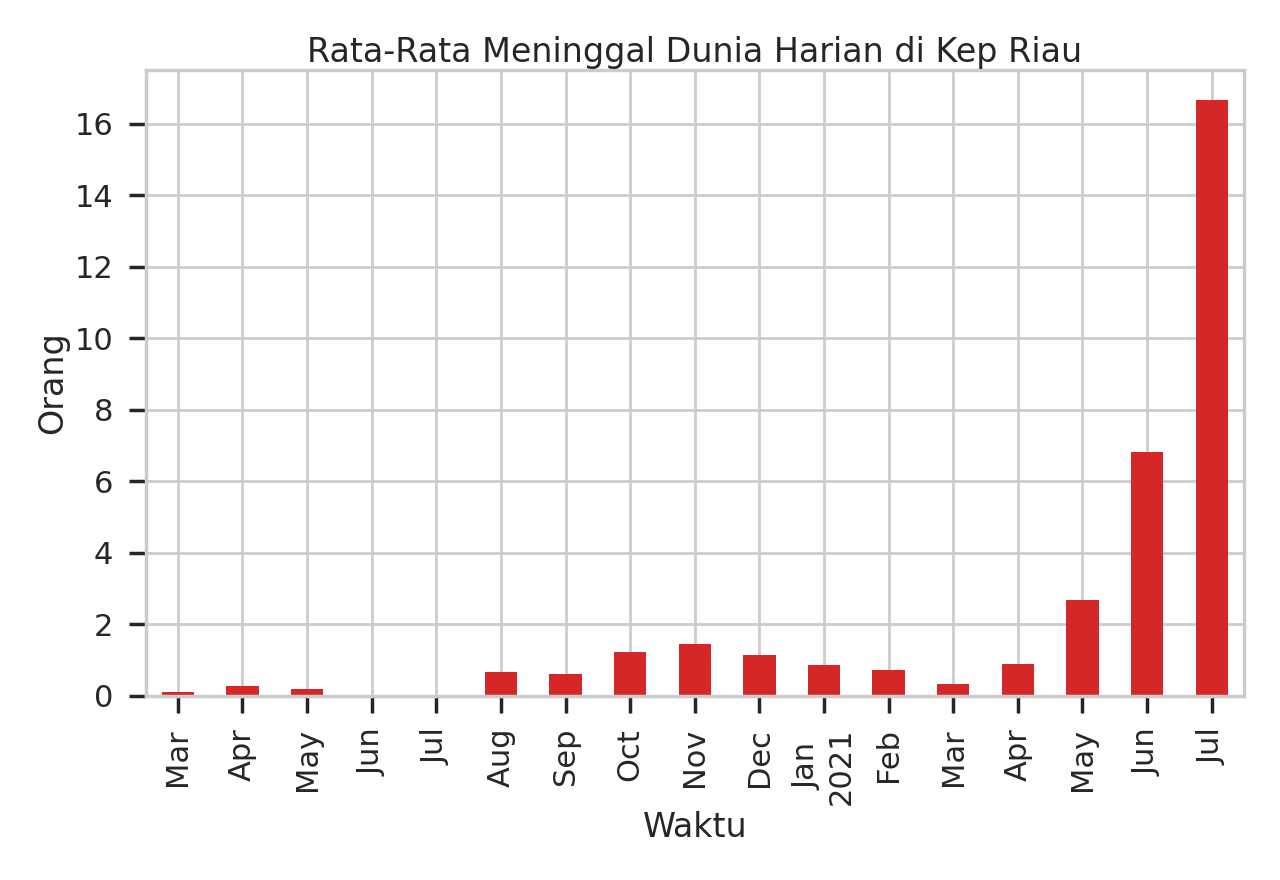 Rata-Rata Meninggal Dunia Harian di Kep Riau
Orang
16
14
12
10
8
6
4
2
0
Mar
Apr
May
Jun
Jul
Aug
Sep
Oct
Nov
Dec
Jan
2021
Feb
Mar
Apr
May
Jun
Jul
Waktu